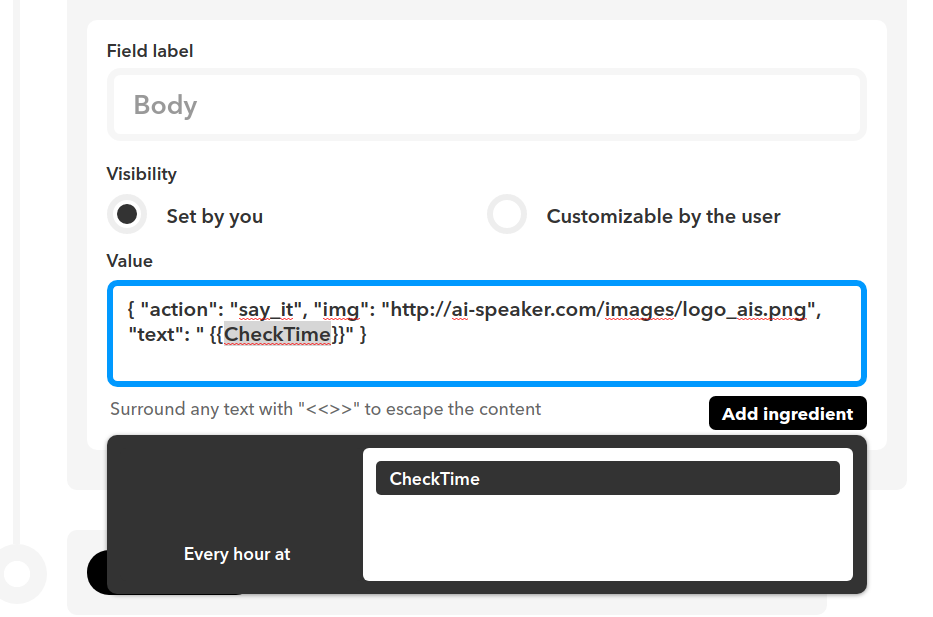 Field label
Body
Visibility
Set by you
Customizable by the user
Value
{ "action": "say_it", "img": "http://ai-speaker.com/images/logo_ais.png",
"text": " {{CheckTime}}" }
Surround any text with "<<>>" to escape the content
Add ingredient
CheckTime
Every hour at